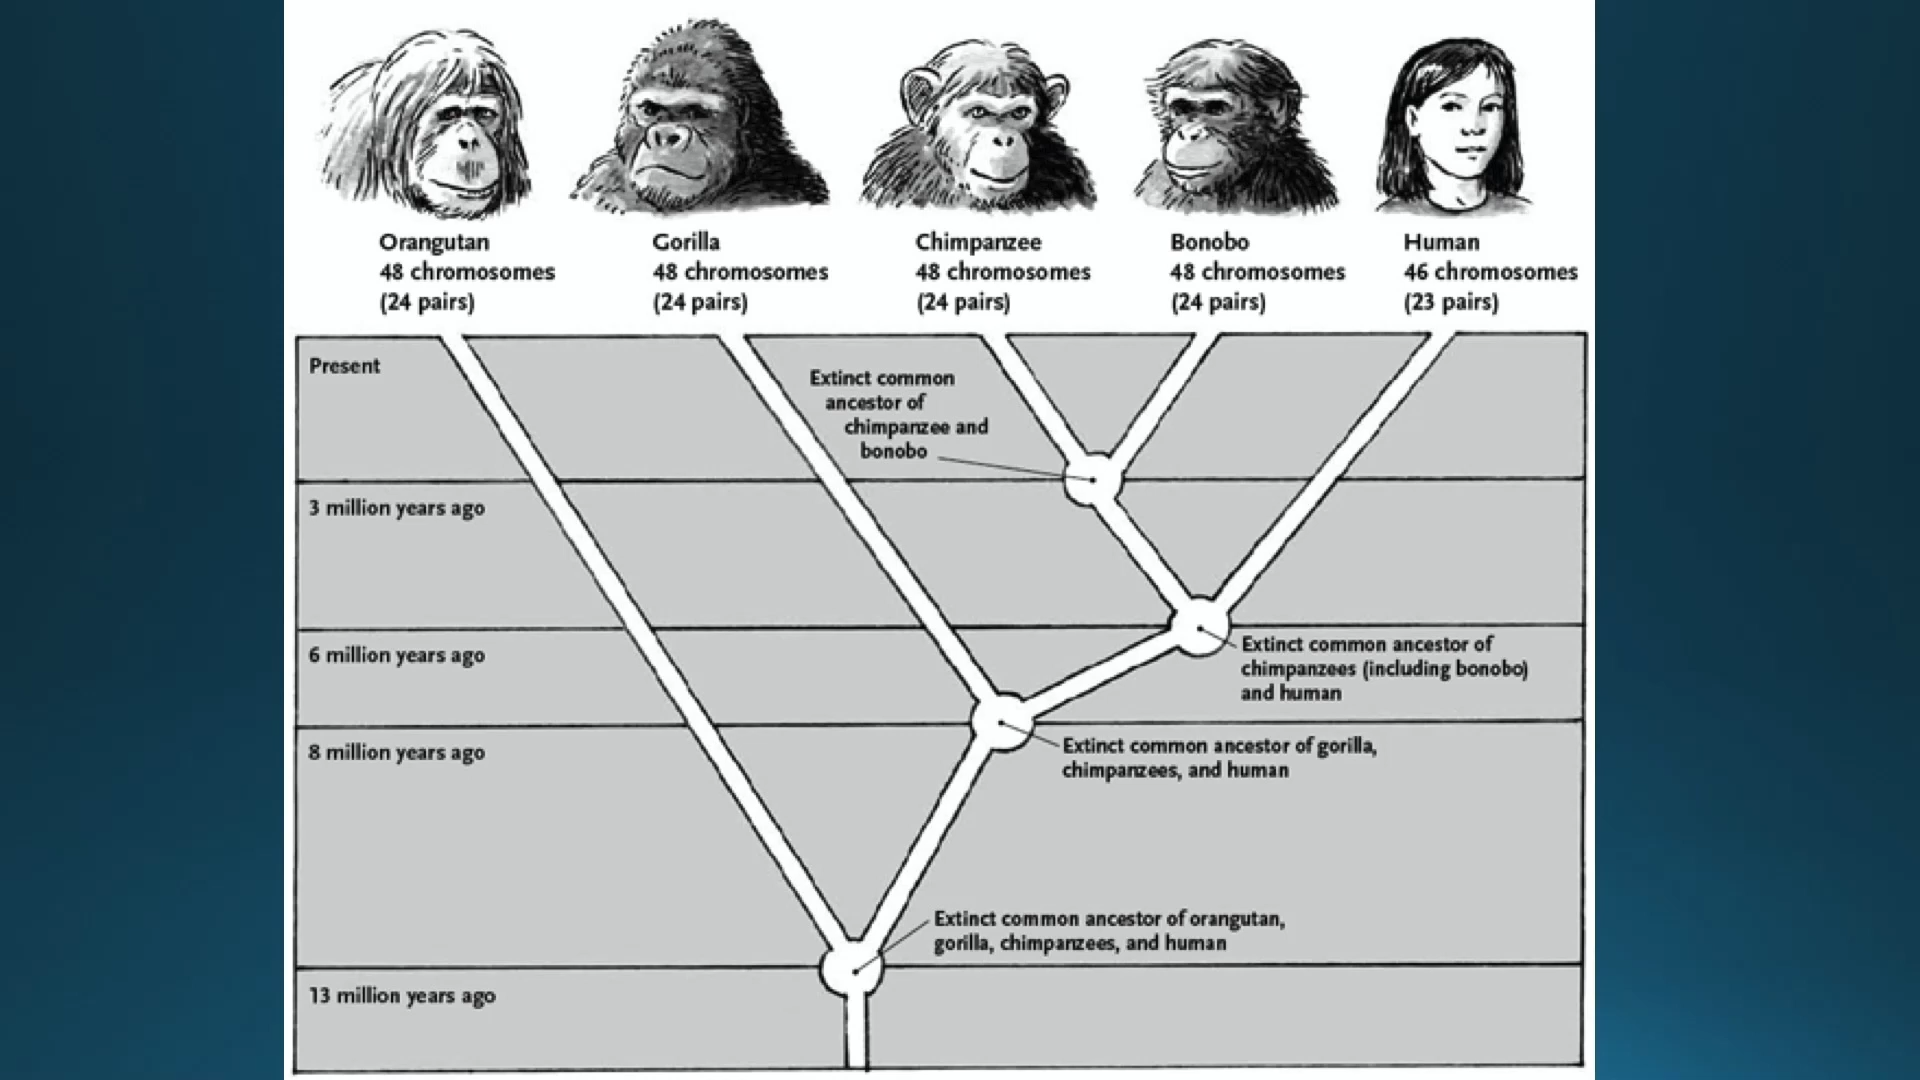 Orangutan
48 chromosomes
(24 pairs)
Gorilla
48 chromosomes
(24 pairs)
Chimpanzee
48 chromosomes
(24 pairs)
Bonobo
48 chromosomes
(24 pairs)
Human
46 chromosomes
(23 pairs)
Present
Extinct common
ancestor of
chimpanzee and
bonobo
3 million years ago
6 million years ago
Extinct common ancestor of
chimpanzees (including bonobo)
and human
8 million years ago
Extinct common ancestor of gorilla,
chimpanzees, and human
Extinct common ancestor of orangutan,
gorilla, chimpanzees, and human
13 million years ago